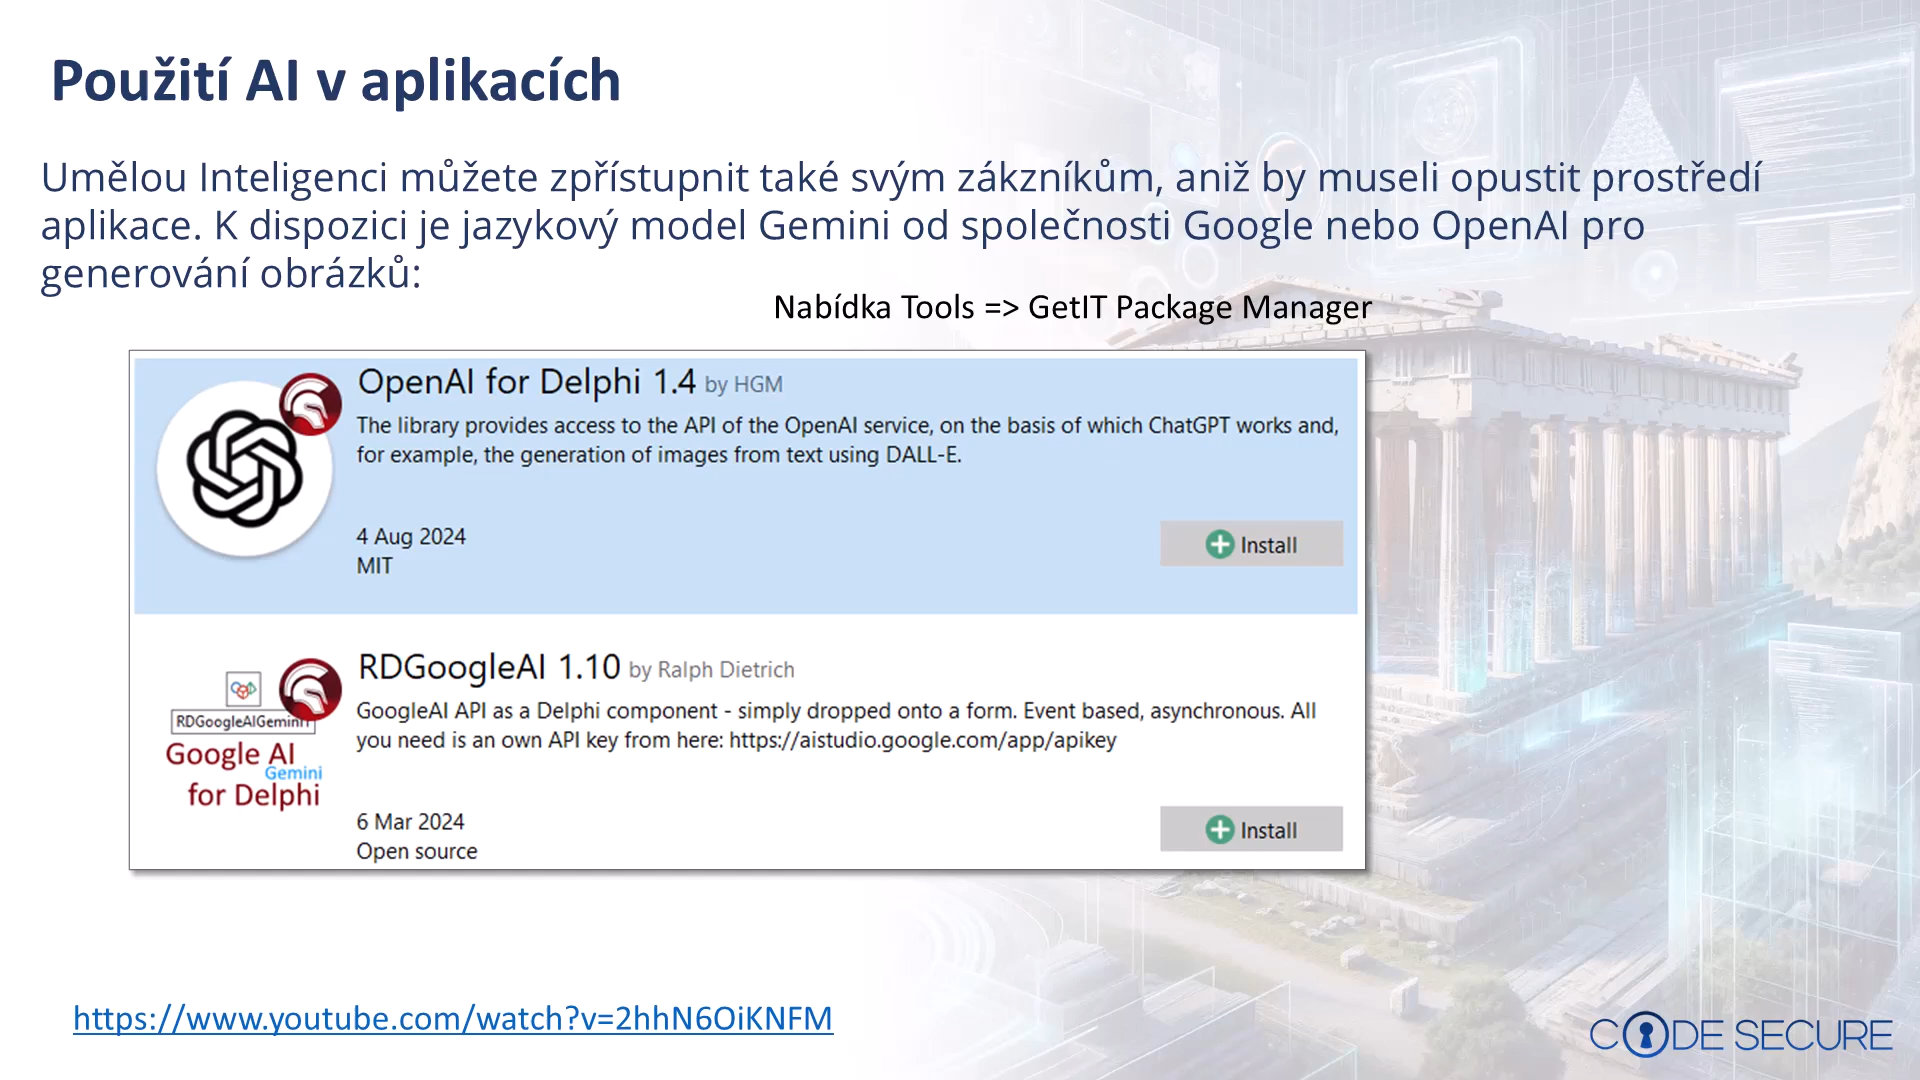 Použití AI v aplikacích
Umělou Inteligenci můžete zpřístupnit také svým zákzníkům, aniž by museli opustit prostředí
aplikace. K dispozici je jazykový model Gemini od společnosti Google nebo OpenAI pro
generování obrázků:
Nabídka Tools => GetIT Package Manager
OpenAI for Delphi 1.4 by HGM
The library provides access to the API of the OpenAI service, on the basis of which ChatGPT works and,
for example, the generation of images from text using DALL-E.
4 Aug 2024
MIT
Install
RDGoogleAI 1.10 by Ralph Dietrich
RDGoogleAIGemini1
GoogleAI API as a Delphi component - simply dropped onto a form. Event based, asynchronous. All
you need is an own API key from here: https://aistudio.google.com/app/apikey
Google AI
Gemini
for Delphi
6 Mar 2024
Open source
Install
https://www.youtube.com/watch?v=2hhN6OiKNFM
CODE SECURE